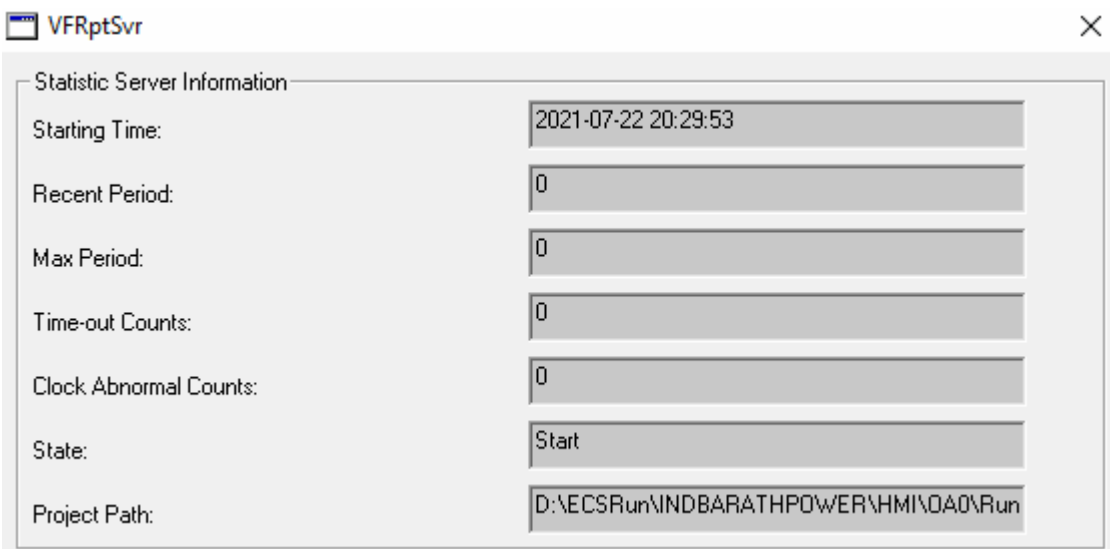 VFRptSvr
Statistic Server Information
Starting Time: 2021-07-22 20:29:53
Recent Period: 0
Max Period: 0
Time-out Counts: 0
Clock Abnormal Counts: 0
State: Start
Project Path: D:\ECSRun\INDBARATHPOWER\HMI\OA0\Run